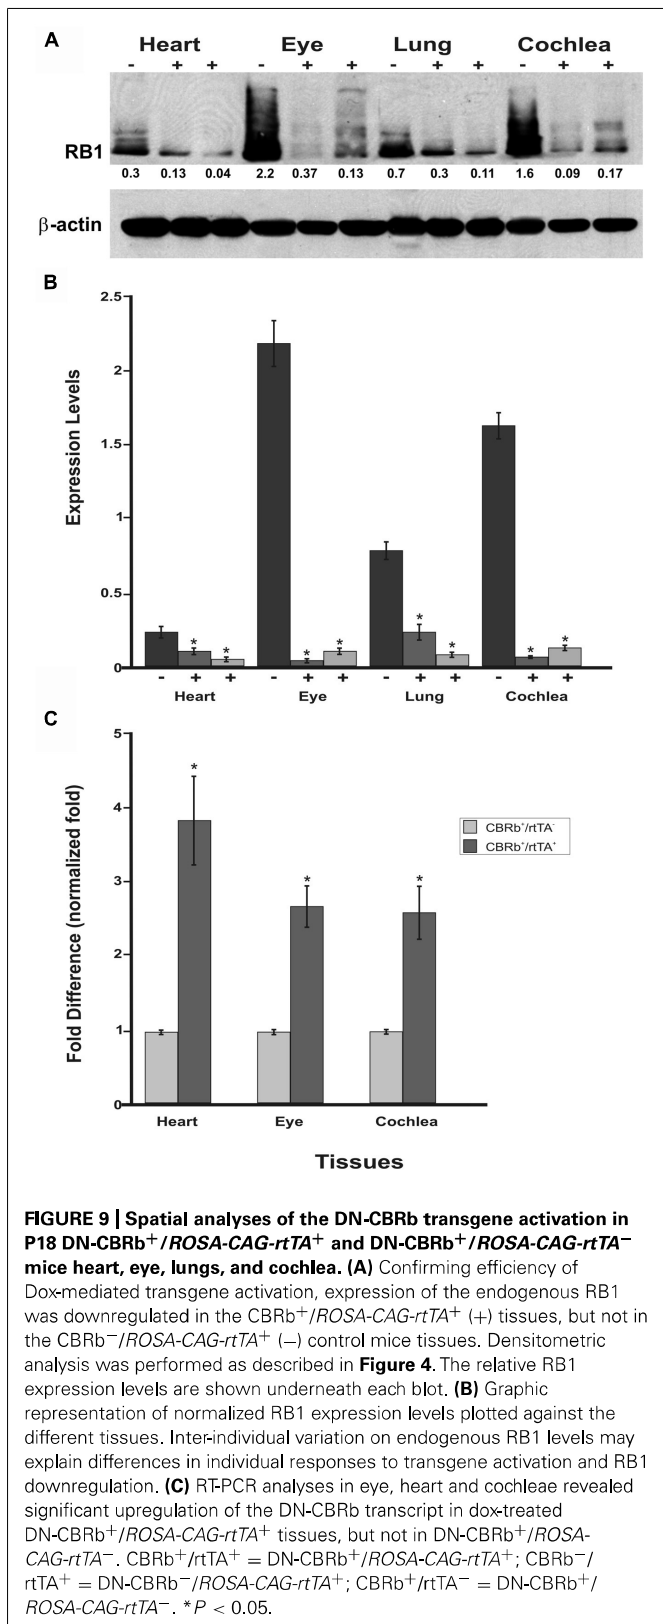 A
Heart Eye Lung Cochlea
- + + - + + - + + - + +
RB1
0.3 0.13 0.04 2.2 0.37 0.13 0.7 0.3 0.11 1.6 0.09 0.17
β-actin
B
Expression Levels
2.5
2
1.5
1
0.5
0
* * * * * * * *
- + + - + + - + + - + +
Heart Eye Lung Cochlea
C
Fold Difference (normalized fold)
5
4
3
2
1
0
* * *
CBRb⁺/rtTA⁻
CBRb⁺/rtTA⁺
Heart Eye Cochlea
Tissues
FIGURE 9 | Spatial analyses of the DN-CBRb transgene activation in
P18 DN-CBRb⁺/ROSA-CAG-rtTA⁺ and DN-CBRb⁺/ROSA-CAG-rtTA⁻
mice heart, eye, lungs, and cochlea. (A) Confirming efficiency of
Dox-mediated transgene activation, expression of the endogenous RB1
was downregulated in the CBRb⁺/ROSA-CAG-rtTA⁺ (+) tissues, but not in
the CBRb⁻/ROSA-CAG-rtTA⁺ (−) control mice tissues. Densitometric
analysis was performed as described in Figure 4. The relative RB1
expression levels are shown underneath each blot. (B) Graphic
representation of normalized RB1 expression levels plotted against the
different tissues. Inter-individual variation on endogenous RB1 levels may
explain differences in individual responses to transgene activation and RB1
downregulation. (C) RT-PCR analyses in eye, heart and cochleae revealed
significant upregulation of the DN-CBRb transcript in dox-treated
DN-CBRb⁺/ROSA-CAG-rtTA⁺ tissues, but not in DN-CBRb⁺/ROSA-
CAG-rtTA⁻. CBRb⁺/rtTA⁺ = DN-CBRb⁺/ROSA-CAG-rtTA⁺; CBRb⁻/
rtTA⁺ = DN-CBRb⁻/ROSA-CAG-rtTA⁺; CBRb⁺/rtTA⁻ = DN-CBRb⁺/
ROSA-CAG-rtTA⁻. *P < 0.05.